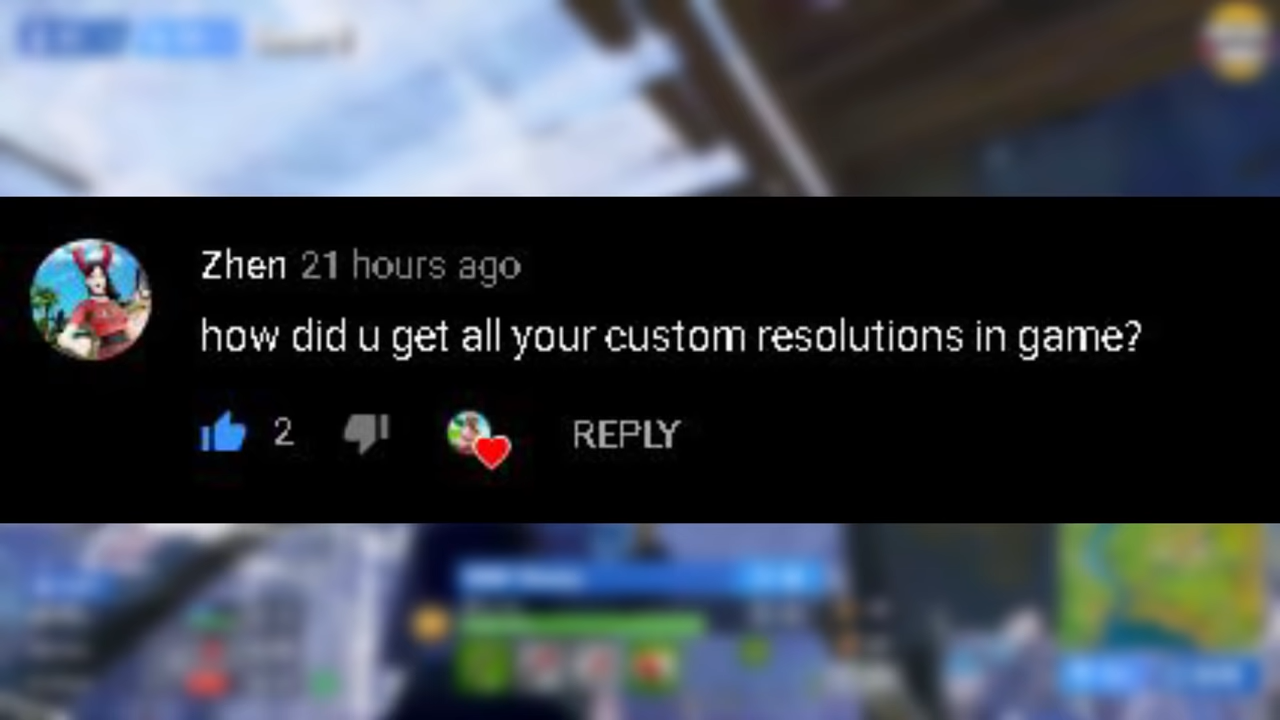 Zhen 21 hours ago
how did u get all your custom resolutions in game?
2
REPLY